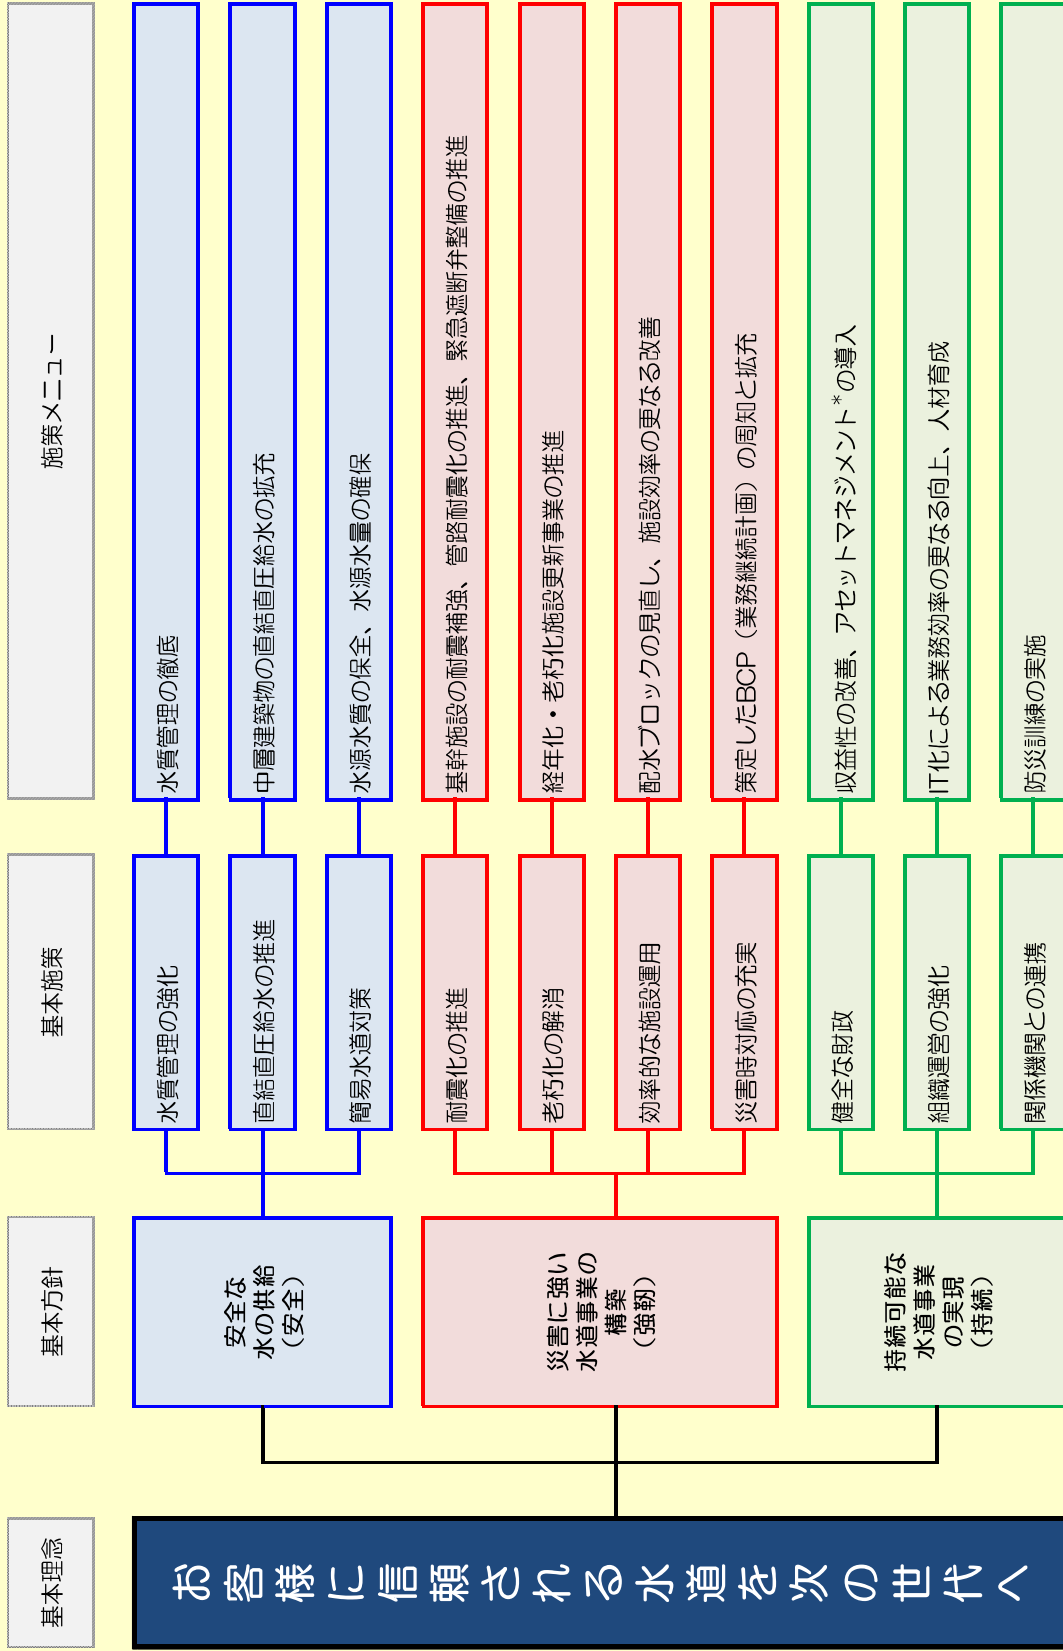 基本理念
基本方針
基本施策
施策メニュー
お客様に信頼される水道を次の世代へ
安全な
水の供給
(安全)
水質管理の強化
水質管理の徹底
直結直圧給水の推進
中層建築物の直結直圧給水の拡充
簡易水道対策
水源水質の保全、水源水量の確保
災害に強い
水道事業の
構築
(強靭)
耐震化の推進
基幹施設の耐震補強、管路耐震化の推進、緊急遮断弁整備の推進
老朽化の解消
経年化・老朽化施設更新事業の推進
効率的な施設運用
配水ブロックの見直し、施設効率の更なる改善
災害時対応の充実
策定したBCP(業務継続計画)の周知と拡充
持続可能な
水道事業
の実現
(持続)
健全な財政
収益性の改善、アセットマネジメント*の導入
組織運営の強化
IT化による業務効率の更なる向上、人材育成
関係機関との連携
防災訓練の実施